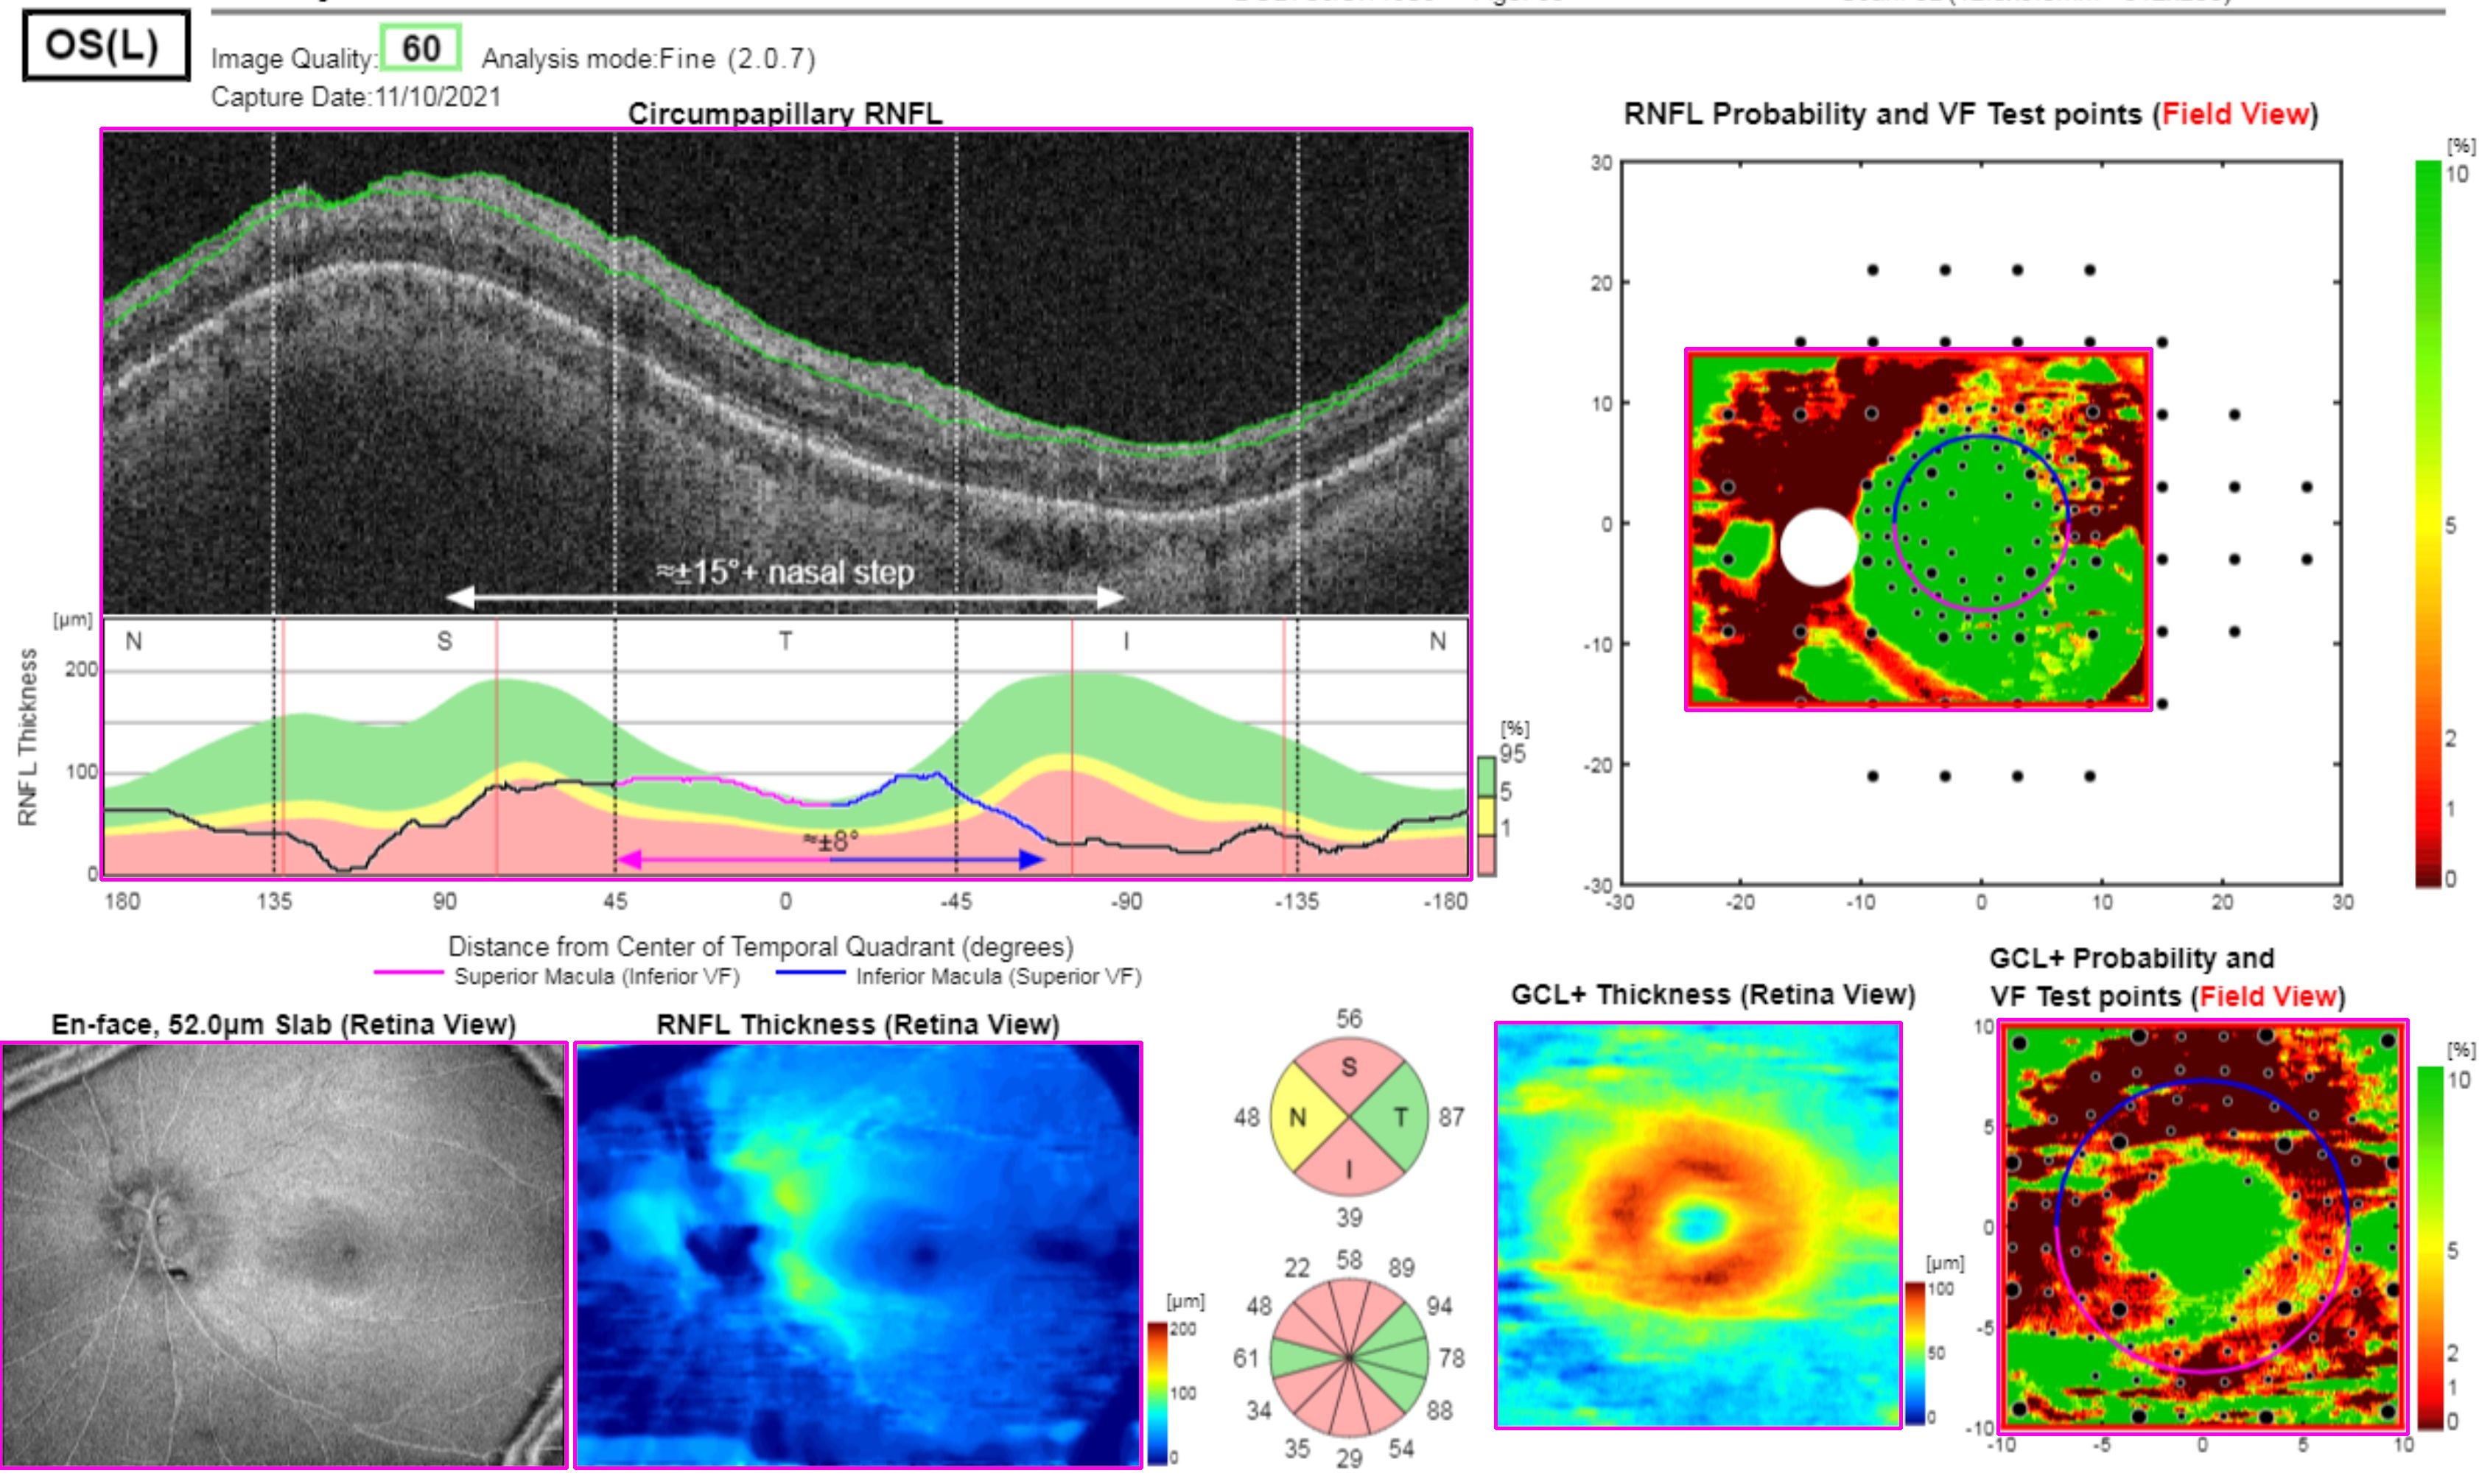 OS(L)
Image Quality: 60 Analysis mode:Fine (2.0.7)
Capture Date:11/10/2021
Circumpapillary RNFL
≈±15°+ nasal step
[µm]
N S T I N
RNFL Thickness
200
100
0
≈±8°
[%]
95
5
1
180 135 90 45 0 -45 -90 -135 -180
Distance from Center of Temporal Quadrant (degrees)
Superior Macula (Inferior VF) Inferior Macula (Superior VF)
RNFL Probability and VF Test points (Field View)
30
20
10
0
-10
-20
-30
-30 -20 -10 0 10 20 30
[%]
10
5
2
1
0
En-face, 52.0µm Slab (Retina View)
RNFL Thickness (Retina View)
[µm]
200
100
0
56
S
48 N T 87
I
39
22 58 89
48 94
61 78
34 88
35 29 54
GCL+ Thickness (Retina View)
[µm]
100
50
0
GCL+ Probability and
VF Test points (Field View)
10
5
0
-5
-10
-10 -5 0 5 10
[%]
10
5
2
1
0